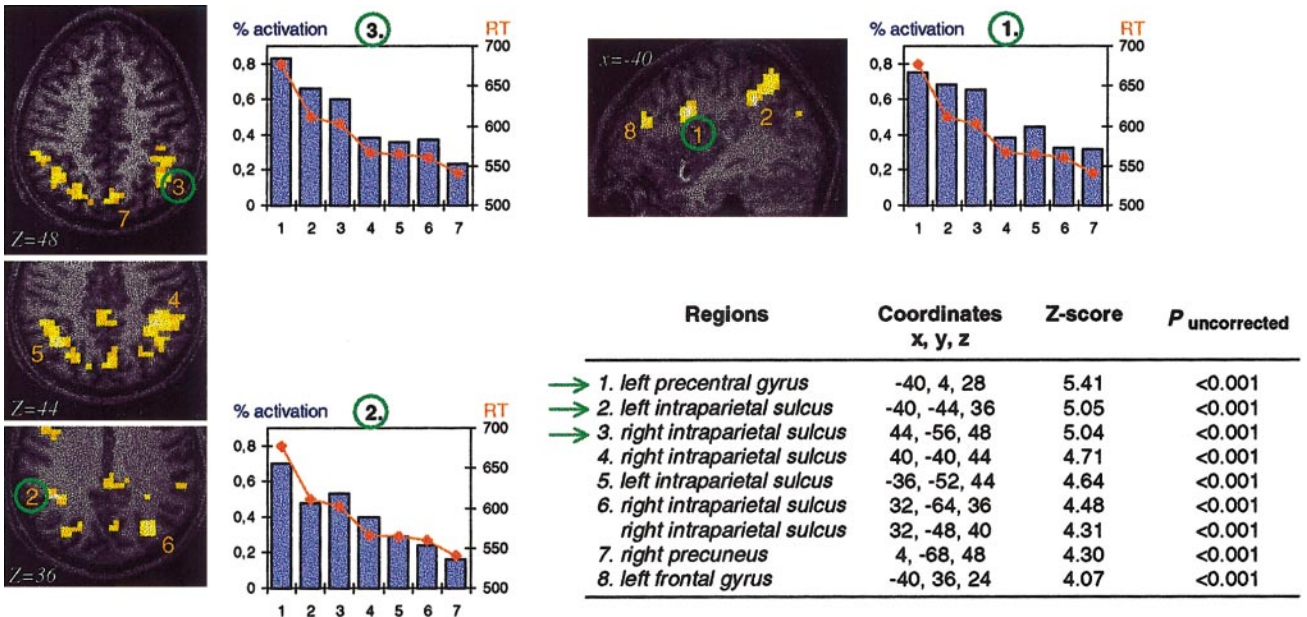 % activation 3. RT
700
0,8
650
0,6
600
0,4
550
0,2
0 500
1 2 3 4 5 6 7
3
7
Z=48
4
5
Z=44
2
6
Z=36
% activation 2. RT
700
0,8
650
0,6
600
0,4
550
0,2
0 500
1 2 3 4 5 6 7
x=-40
8
1
2
% activation 1. RT
700
0,8
650
0,6
600
0,4
550
0,2
0 500
1 2 3 4 5 6 7
Regions Coordinates x, y, z Z-score P uncorrected
1. left precentral gyrus -40, 4, 28 5.41 <0.001
2. left intraparietal sulcus -40, -44, 36 5.05 <0.001
3. right intraparietal sulcus 44, -56, 48 5.04 <0.001
4. right intraparietal sulcus 40, -40, 44 4.71 <0.001
5. left intraparietal sulcus -36, -52, 44 4.64 <0.001
6. right intraparietal sulcus 32, -64, 36 4.48 <0.001
right intraparietal sulcus 32, -48, 40 4.31 <0.001
7. right precuneus 4, -68, 48 4.30 <0.001
8. left frontal gyrus -40, 36, 24 4.07 <0.001